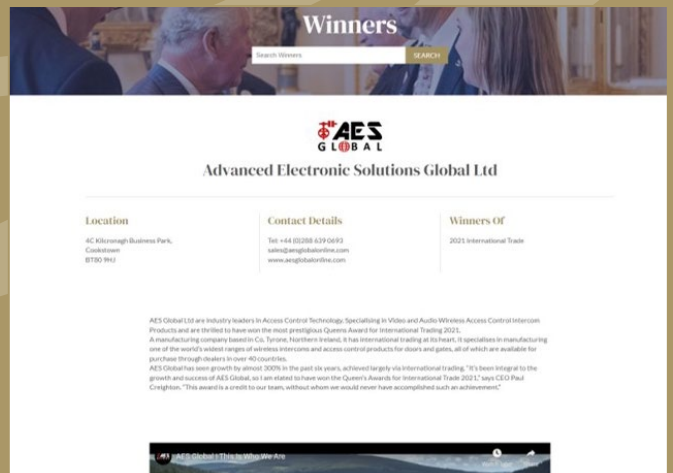 Winners
Search Winners
SEARCH
AES
GLOBAL
Advanced Electronic Solutions Global Ltd
Location
4C Kilcronagh Business Park,
Cookstown
BT80 9HJ
Contact Details
Tel: +44 (0)288 639 0693
sales@aesglobalonline.com
www.aesglobalonline.com
Winners Of
2021 International Trade
AES Global Ltd are industry leaders in Access Control Technology, Specialising in Video and Audio Wireless Access Control Intercom
Products and are thrilled to have won the most prestigious Queens Award for International Trading 2021.
A manufacturing company based in Co. Tyrone, Northern Ireland, it has international trading at its heart, it specialises in manufacturing
one of the world's widest ranges of wireless intercoms and access control products for doors and gates, all of which are available for
purchase through dealers in over 40 countries.
AES Global has seen growth by almost 300% in the past six years, achieved largely via international trading. "It's been integral to the
growth and success of AES Global, so I am elated to have won the Queen's Awards for International Trade 2021," says CEO Paul
Creighton. "This award is a credit to our team, without whom we would never have accomplished such an achievement."
AES Global I This Is Who We Are